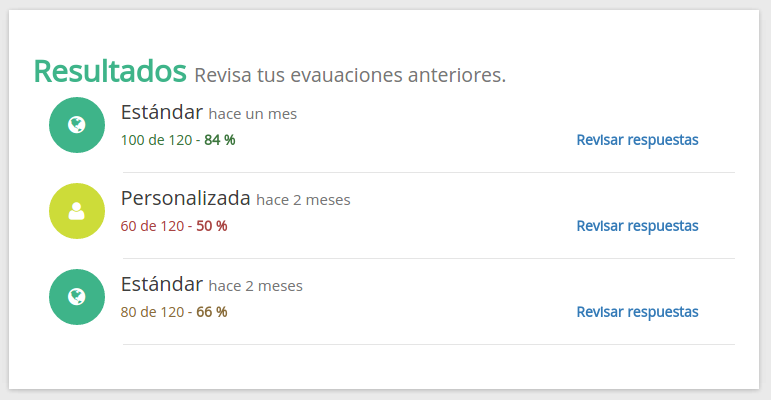 Resultados Revisa tus evauaciones anteriores.
Estándar hace un mes
100 de 120 - 84 % Revisar respuestas
Personalizada hace 2 meses
60 de 120 - 50 % Revisar respuestas
Estándar hace 2 meses
80 de 120 - 66 % Revisar respuestas